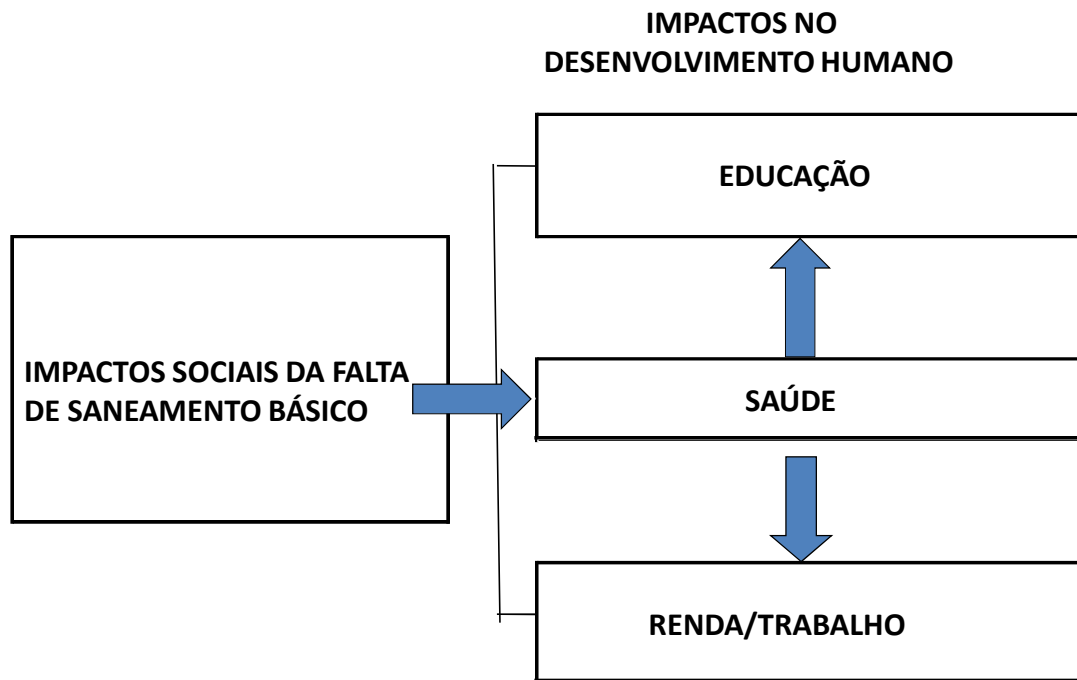 IMPACTOS NO
DESENVOLVIMENTO HUMANO
EDUCAÇÃO
IMPACTOS SOCIAIS DA FALTA
DE SANEAMENTO BÁSICO
SAÚDE
RENDA/TRABALHO